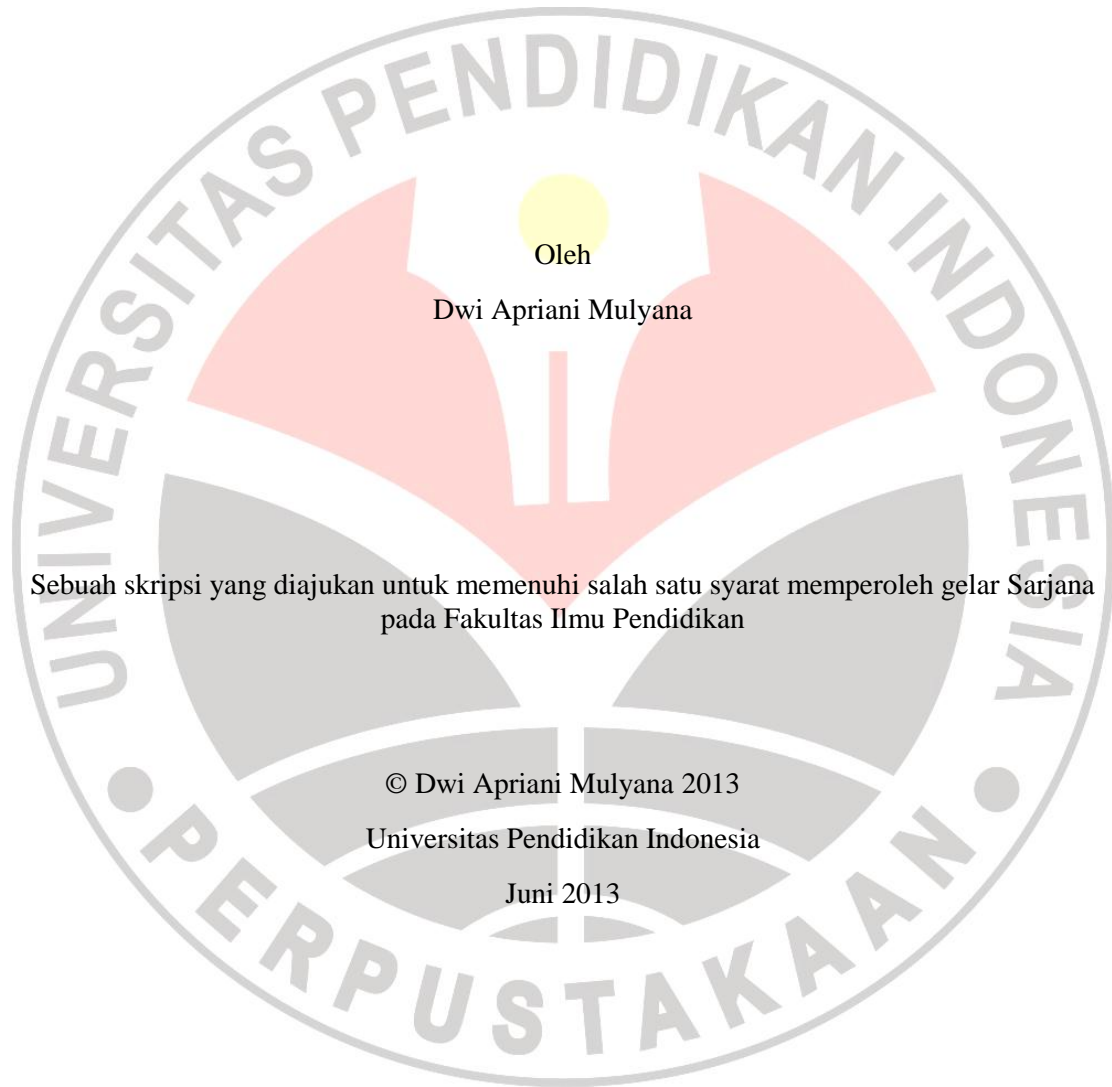 UNIVERSITAS PENDIDIKAN INDONESIA
Oleh
Dwi Apriani Mulyana
Sebuah skripsi yang diajukan untuk memenuhi salah satu syarat memperoleh gelar Sarjana
pada Fakultas Ilmu Pendidikan
© Dwi Apriani Mulyana 2013
Universitas Pendidikan Indonesia
Juni 2013
PERPUSTAKAAN